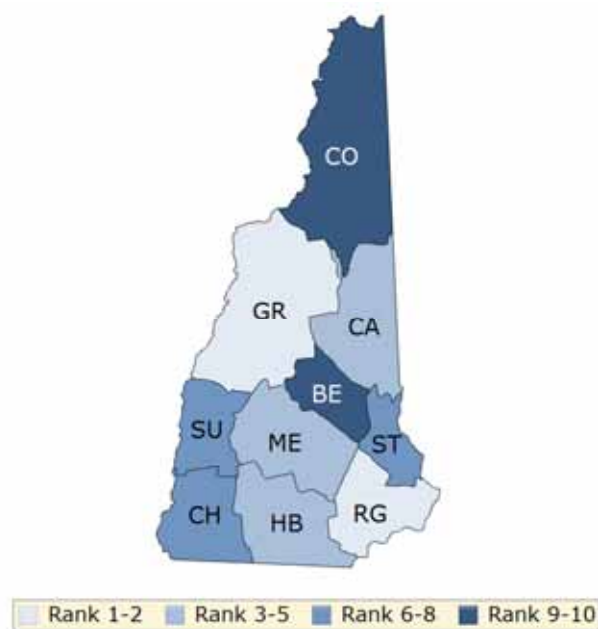 CO
GR
CA
BE
SU
ME
ST
CH
HB
RG
Rank 1-2 Rank 3-5 Rank 6-8 Rank 9-10